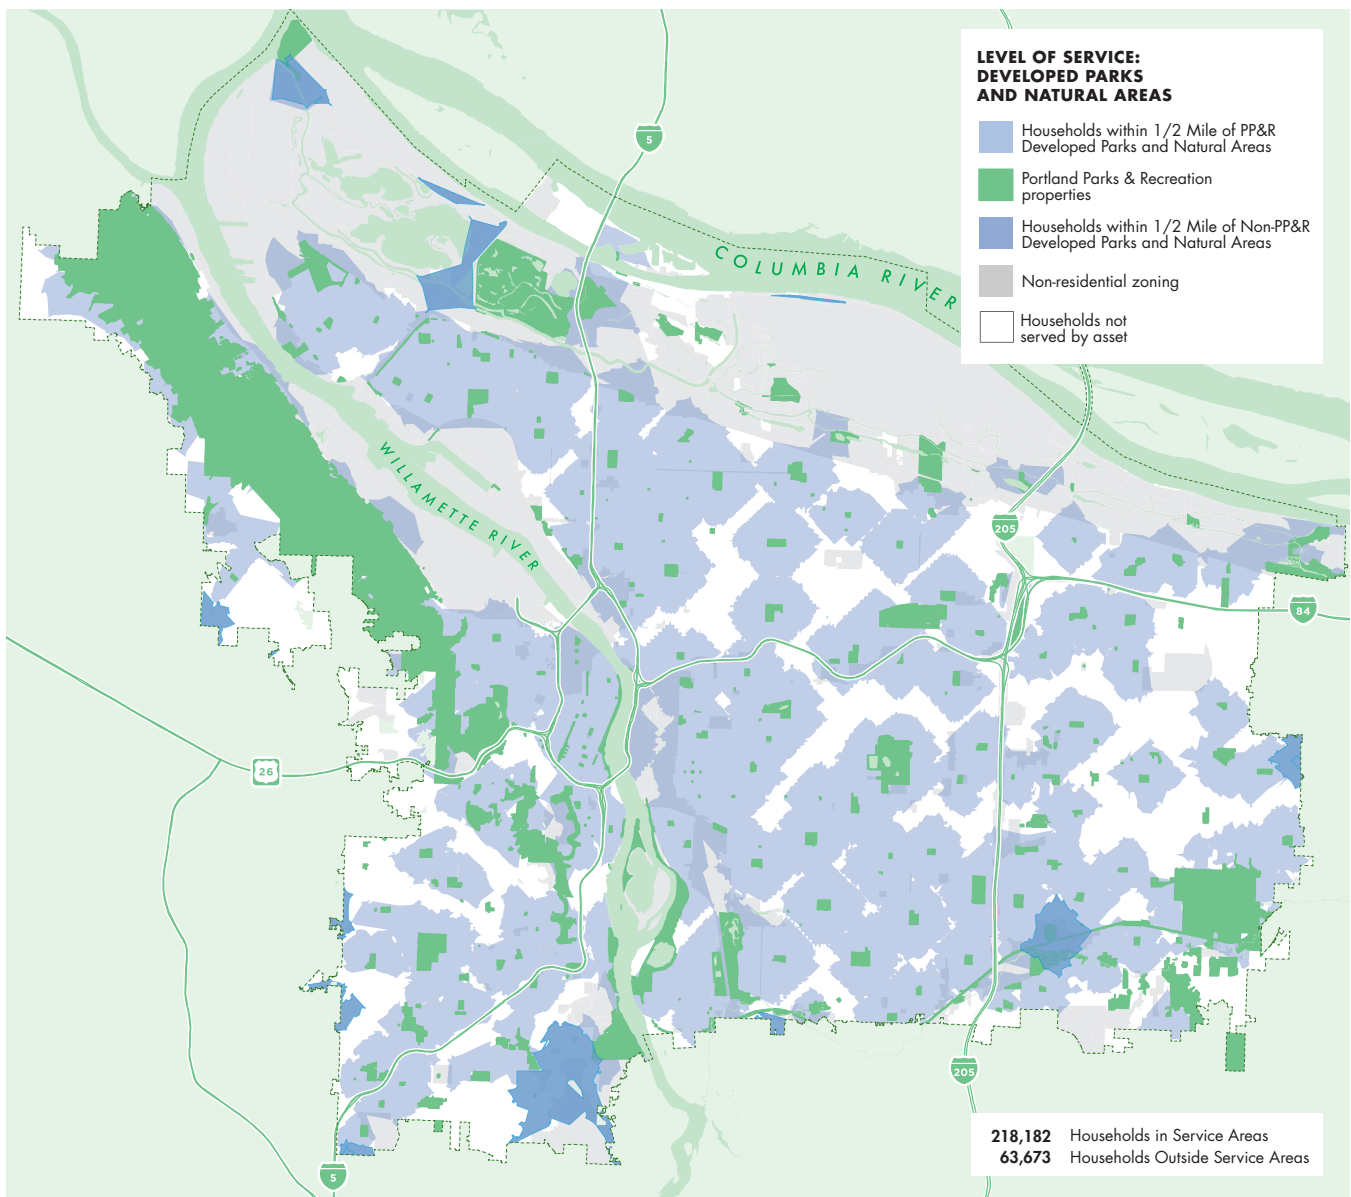 LEVEL OF SERVICE:
DEVELOPED PARKS
AND NATURAL AREAS
Households within 1/2 Mile of PP&R
Developed Parks and Natural Areas
Portland Parks & Recreation
properties
Households within 1/2 Mile of Non-PP&R
Developed Parks and Natural Areas
Non-residential zoning
Households not
served by asset
5
COLUMBIA RIVER
WILLAMETTE RIVER
205
84
26
205
5
218,182 Households in Service Areas
63,673 Households Outside Service Areas